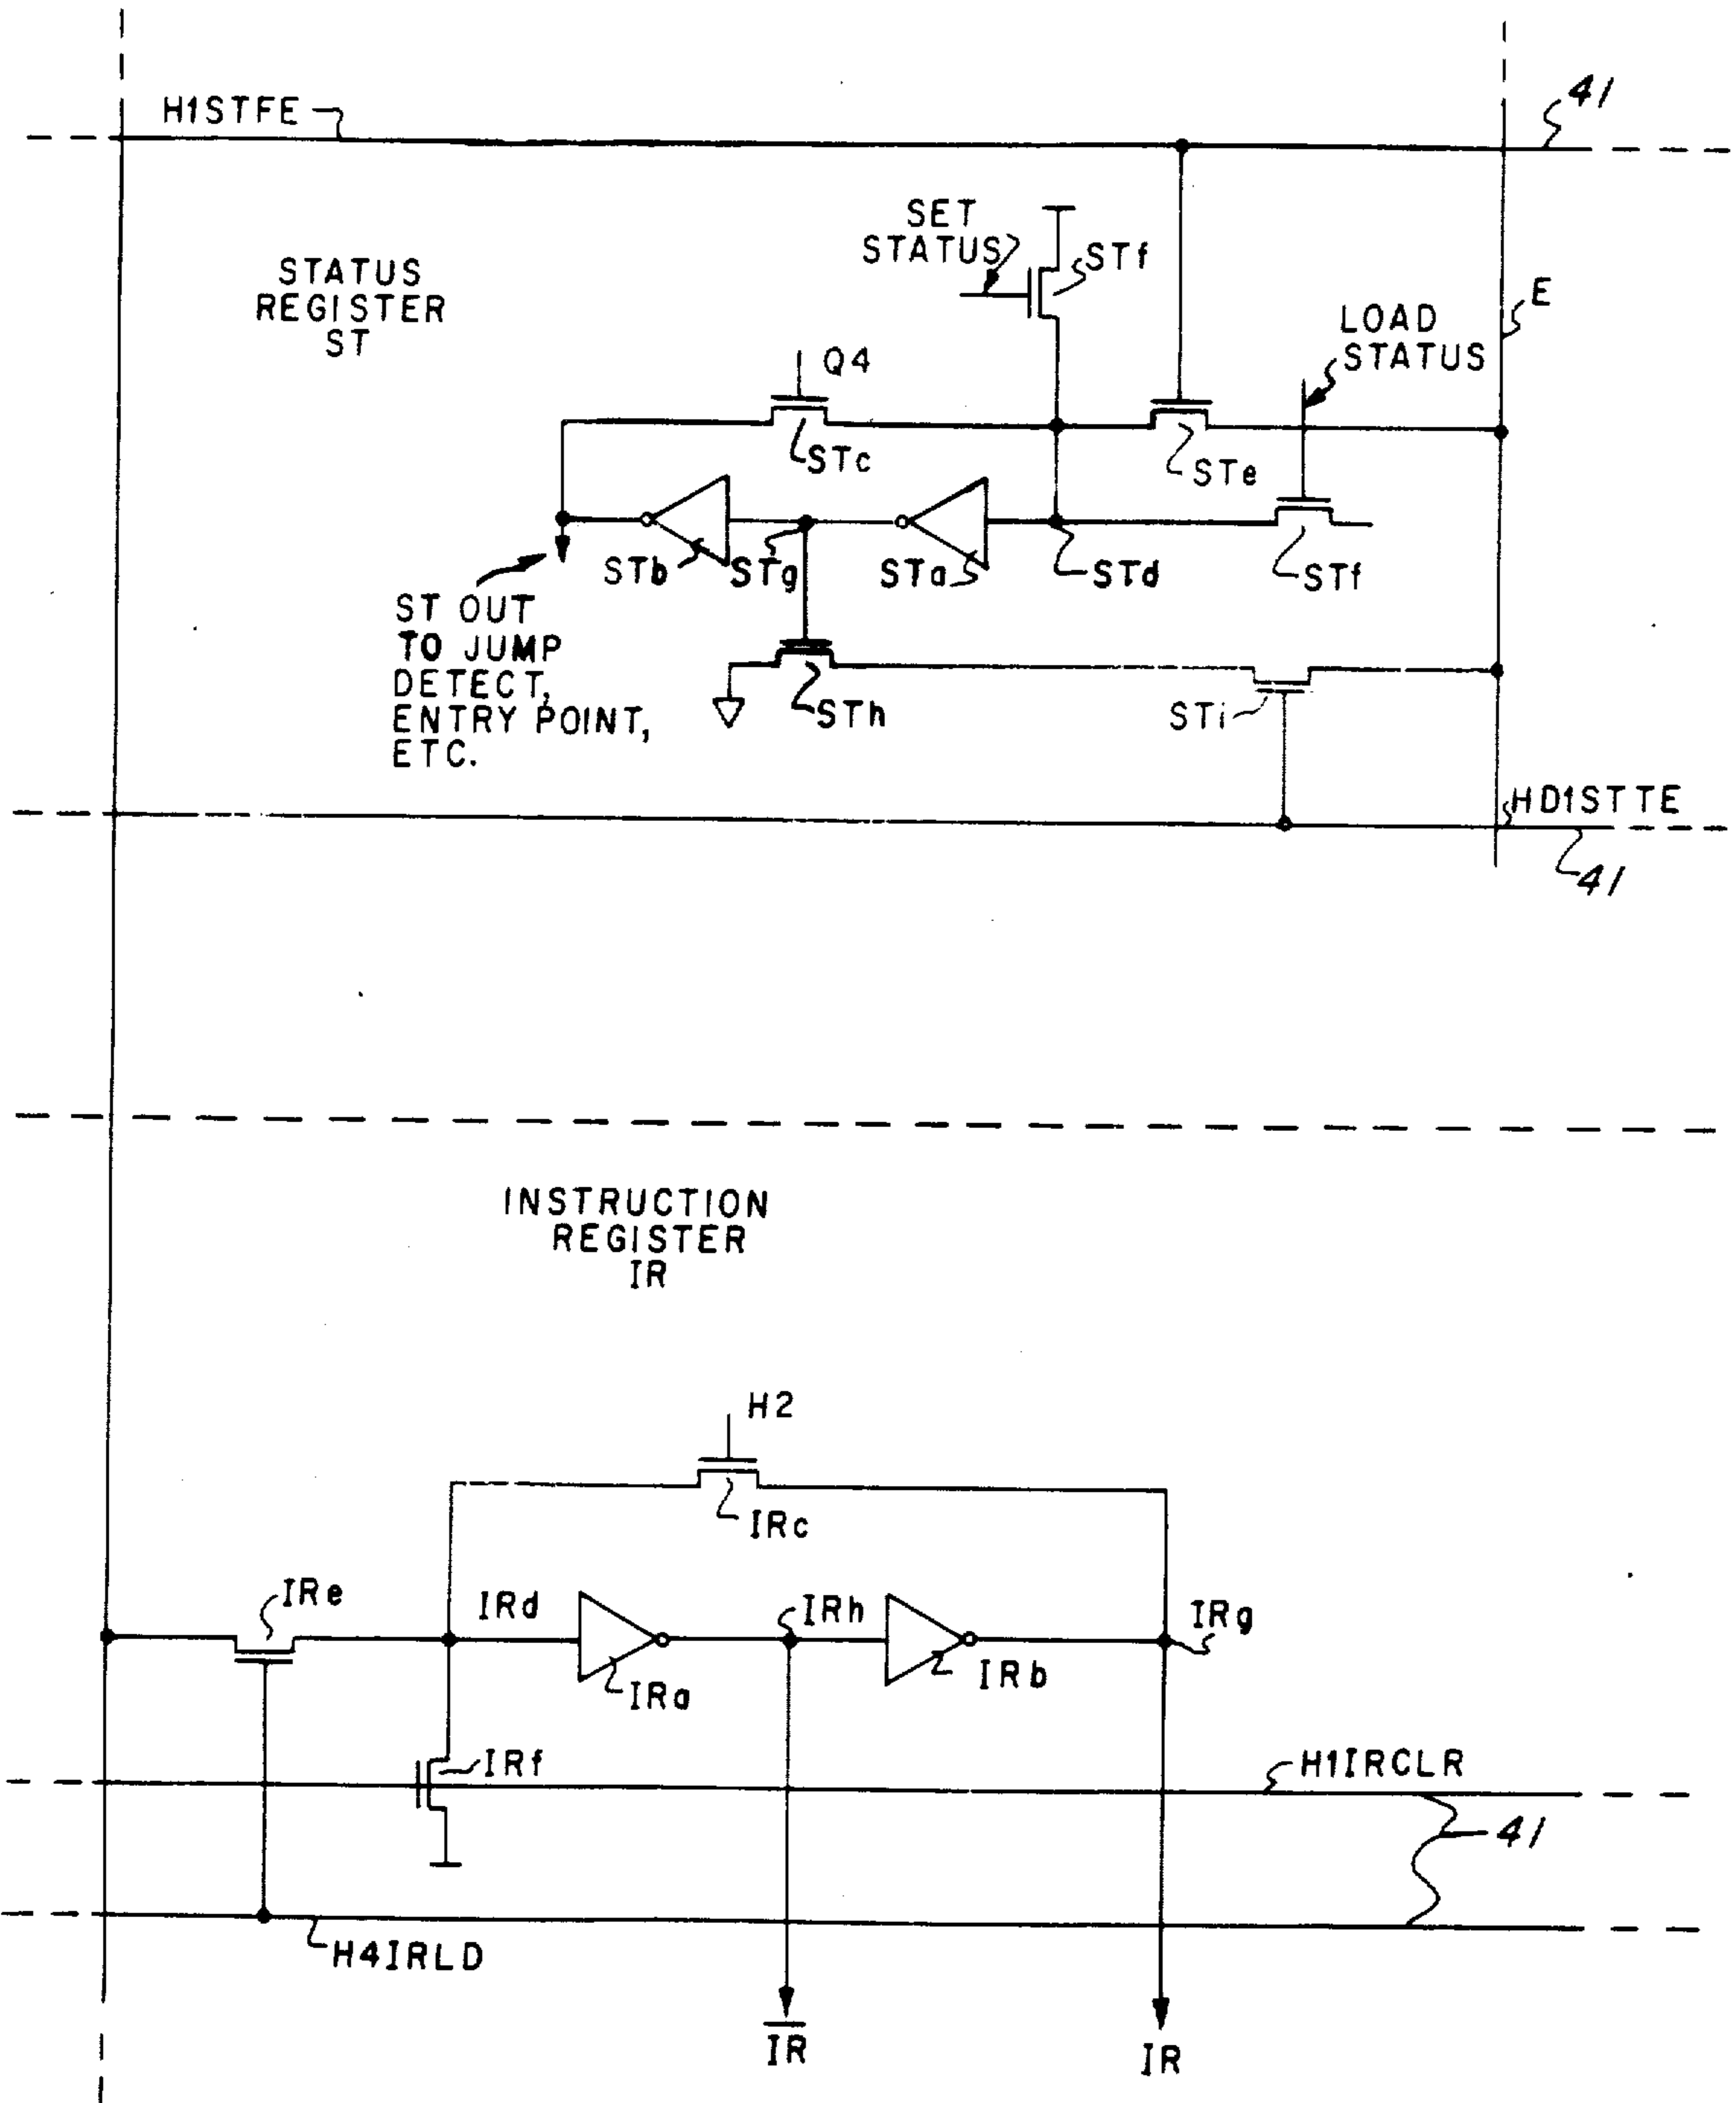 H1STFE
41
STATUS
REGISTER
ST
SET
STATUS
STf
E
LOAD
STATUS
Q4
STc
STe
STb
STg
STa
STd
STf
ST OUT
TO JUMP
DETECT,
ENTRY POINT,
ETC.
STh
STi
HD1STTE
41
INSTRUCTION
REGISTER
IR
H2
IRc
IRe
IRd
IRh
IRg
IRa
IRb
IRf
H1IRCLR
41
H4IRLD
I̅R̅
IR